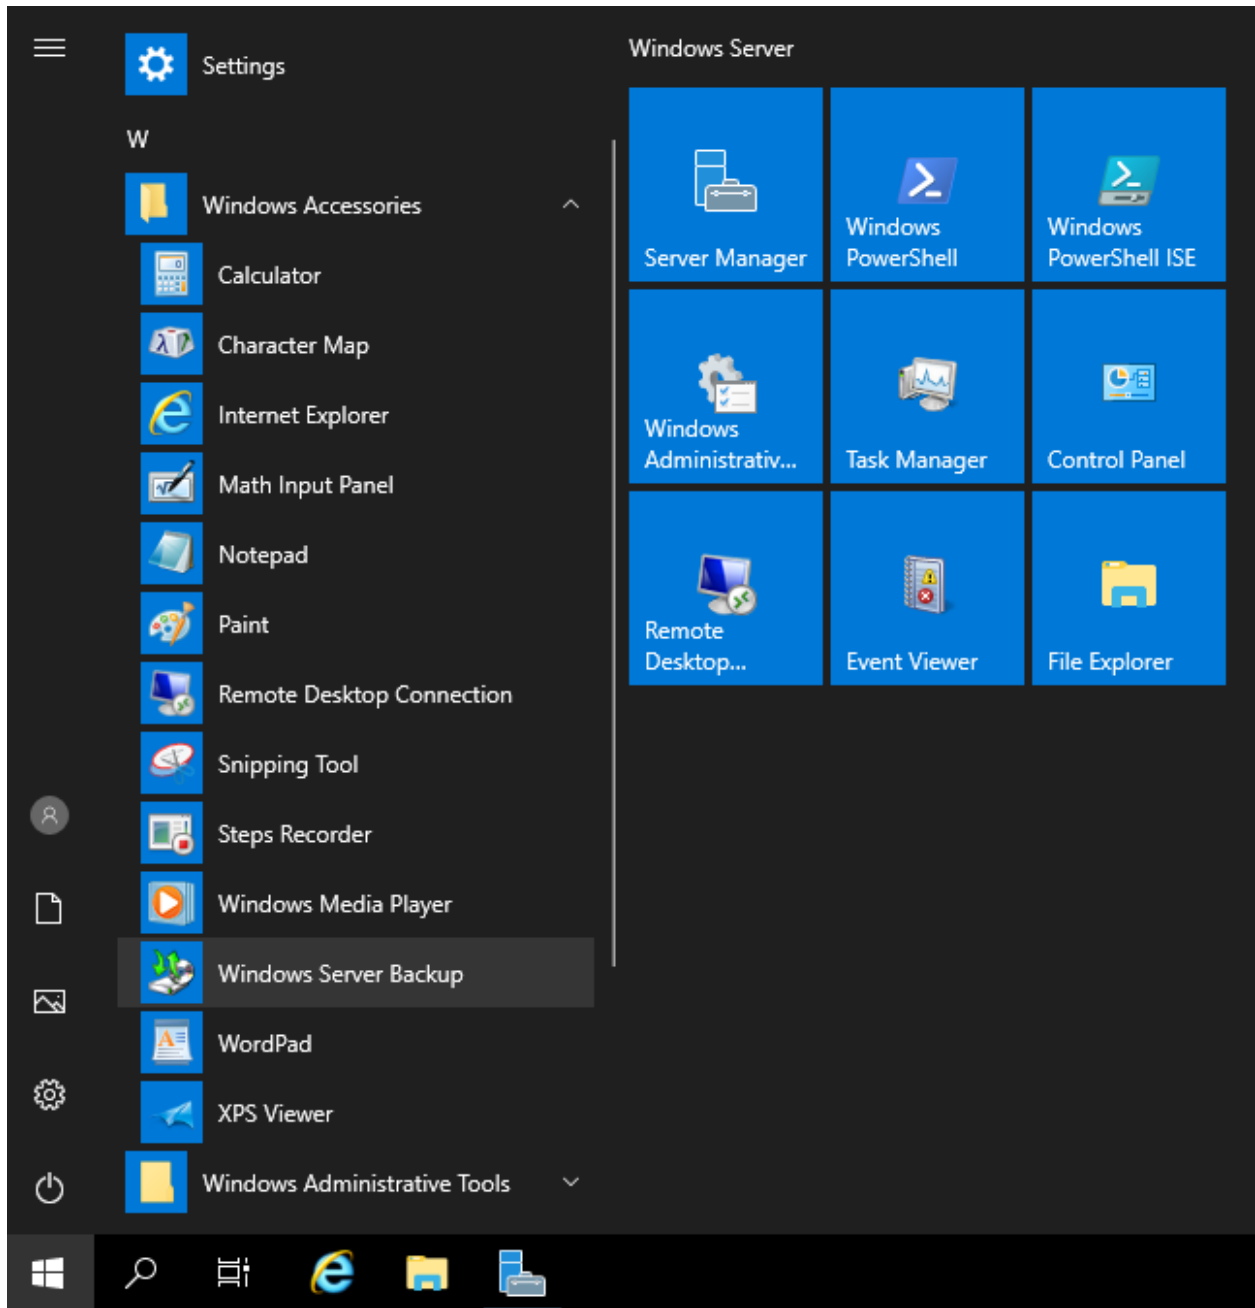 Settings
W
Windows Accessories
Calculator
Character Map
Internet Explorer
Math Input Panel
Notepad
Paint
Remote Desktop Connection
Snipping Tool
Steps Recorder
Windows Media Player
Windows Server Backup
WordPad
XPS Viewer
Windows Administrative Tools
Windows Server
Server Manager
Windows
PowerShell
Windows
PowerShell ISE
Windows
Administrativ...
Task Manager
Control Panel
Remote
Desktop...
Event Viewer
File Explorer